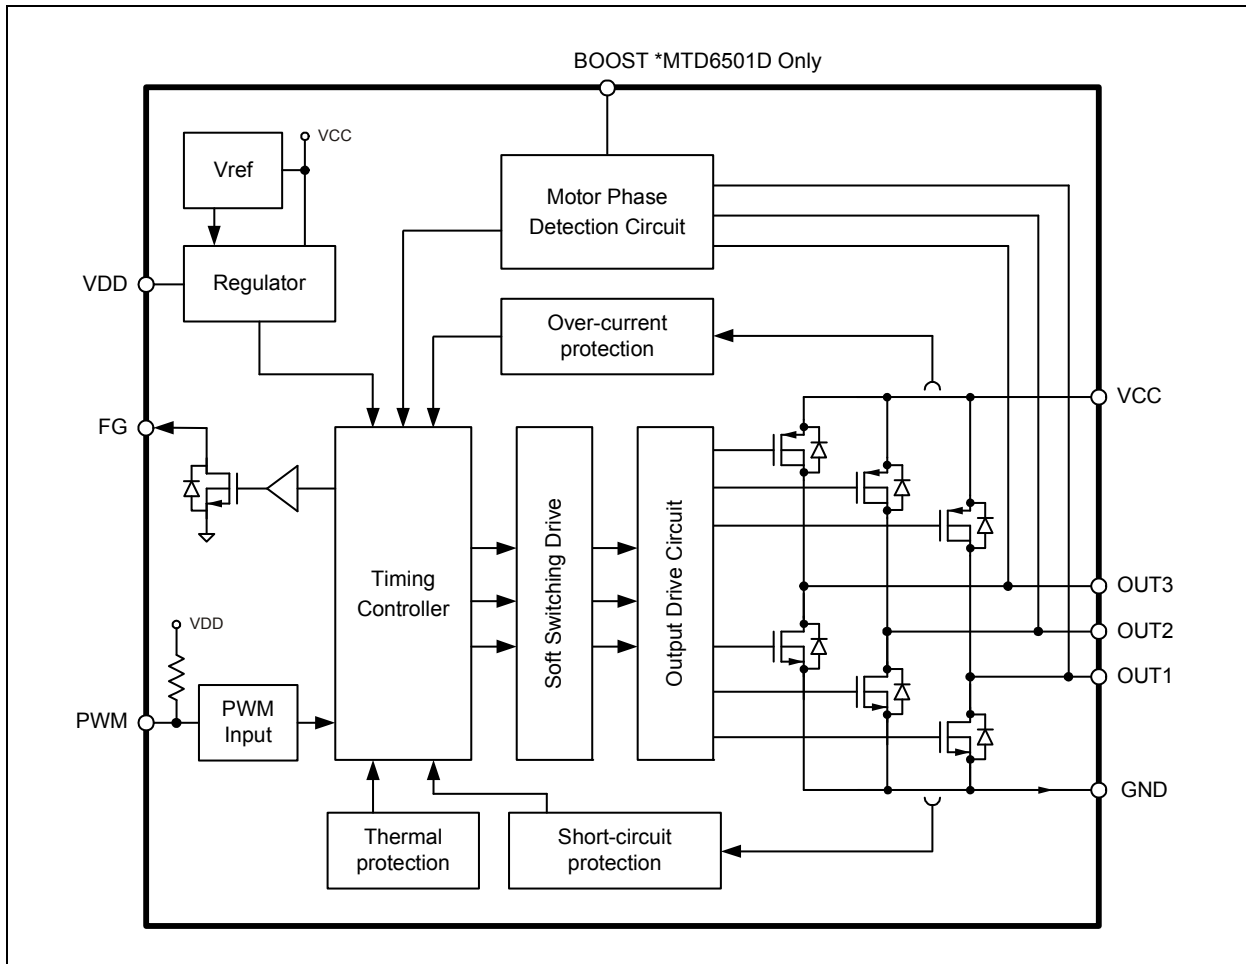 BOOST *MTD6501D Only
VCC
Vref
Motor Phase
Detection Circuit
VDD
Regulator
Over-current
protection
VCC
FG
Timing
Controller
Soft Switching Drive
Output Drive Circuit
OUT3
VDD
OUT2
OUT1
PWM
PWM
Input
GND
Thermal
protection
Short-circuit
protection